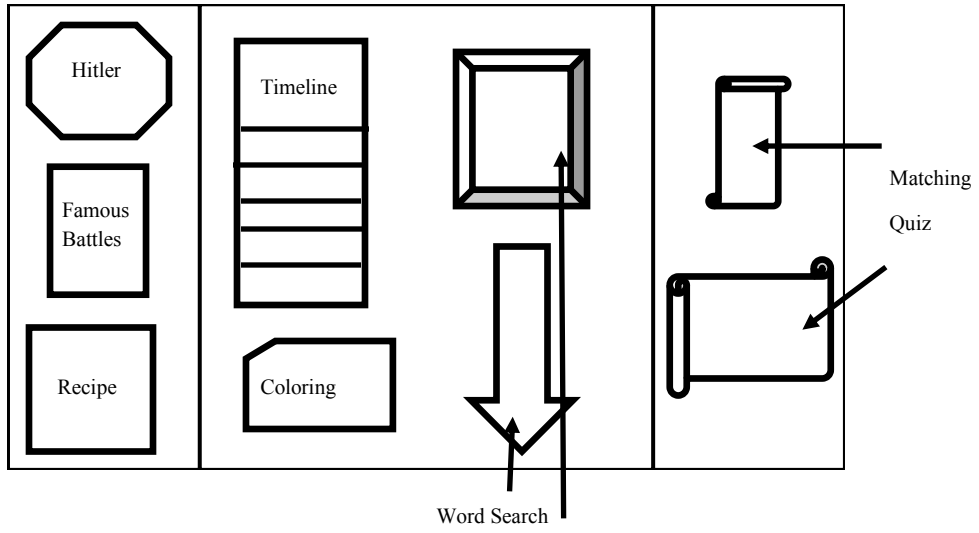 Hitler
Timeline
Famous
Battles
Matching
Quiz
Recipe
Coloring
Word Search